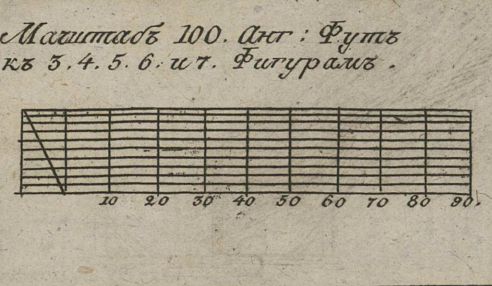 Масштабъ 100. Анг: Футъ
къ 3. 4. 5. 6. и 7. Фигурамъ.
10 20 30 40 50 60 70 80 90.